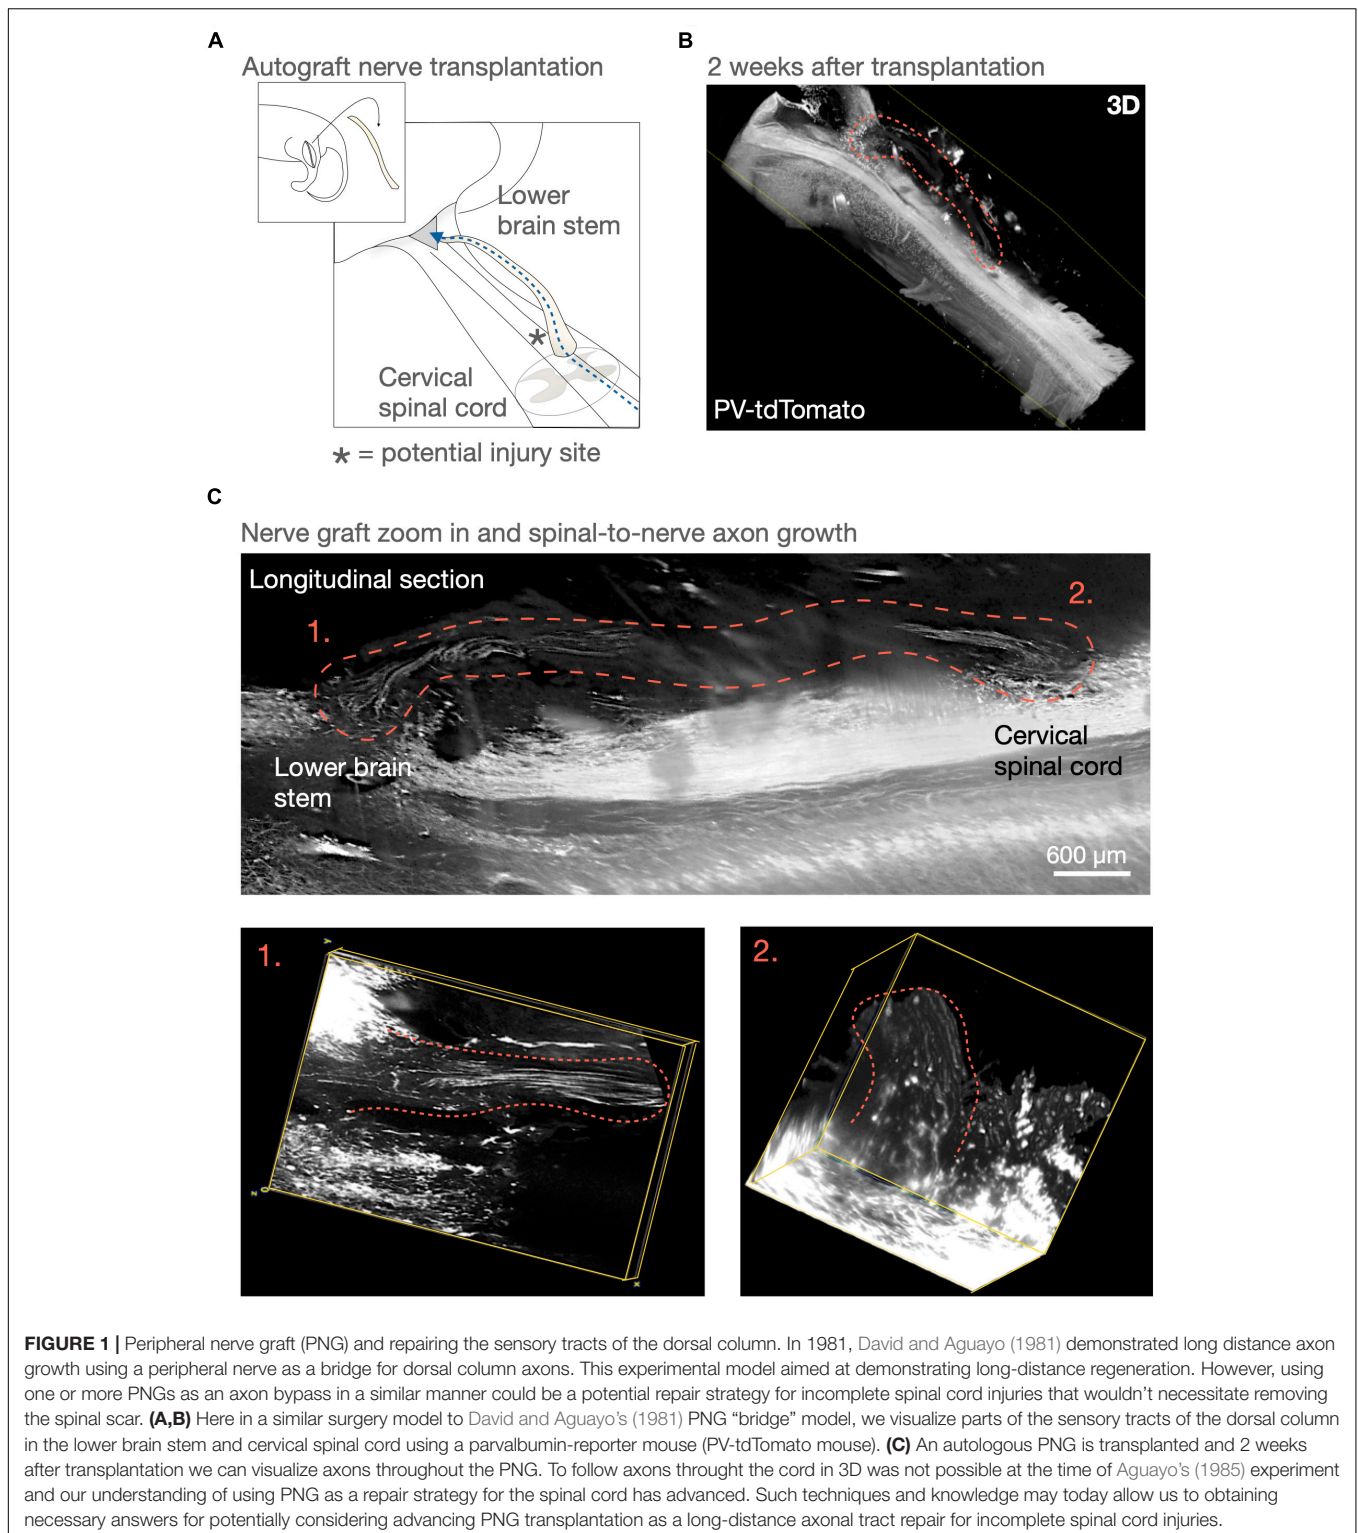 A
Autograft nerve transplantation
Lower
brain stem
Cervical
spinal cord
* = potential injury site
*
B
2 weeks after transplantation
3D
PV-tdTomato
C
Nerve graft zoom in and spinal-to-nerve axon growth
Longitudinal section
1.
2.
Lower brain
stem
Cervical
spinal cord
600 µm
1.
Y
Z
X
2.
FIGURE 1 | Peripheral nerve graft (PNG) and repairing the sensory tracts of the dorsal column. In 1981, David and Aguayo (1981) demonstrated long distance axon
growth using a peripheral nerve as a bridge for dorsal column axons. This experimental model aimed at demonstrating long-distance regeneration. However, using
one or more PNGs as an axon bypass in a similar manner could be a potential repair strategy for incomplete spinal cord injuries that wouldn't necessitate removing
the spinal scar. (A,B) Here in a similar surgery model to David and Aguayo's (1981) PNG “bridge” model, we visualize parts of the sensory tracts of the dorsal column
in the lower brain stem and cervical spinal cord using a parvalbumin-reporter mouse (PV-tdTomato mouse). (C) An autologous PNG is transplanted and 2 weeks
after transplantation we can visualize axons throughout the PNG. To follow axons throught the cord in 3D was not possible at the time of Aguayo's (1985) experiment
and our understanding of using PNG as a repair strategy for the spinal cord has advanced. Such techniques and knowledge may today allow us to obtaining
necessary answers for potentially considering advancing PNG transplantation as a long-distance axonal tract repair for incomplete spinal cord injuries.